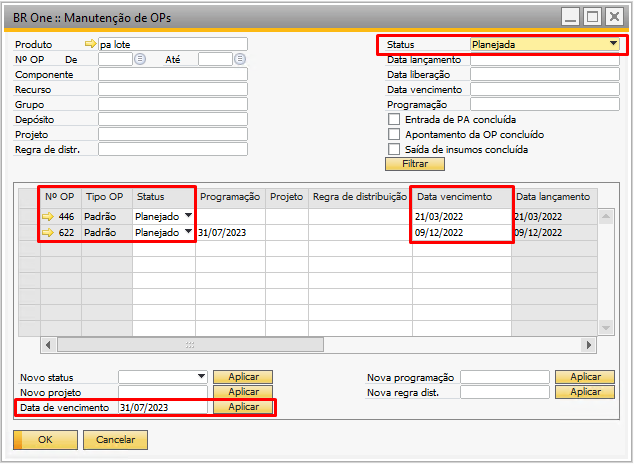 BR One :: Manutenção de OPs
Produto pa lote
Nº OP De Até
Componente
Recurso
Grupo
Depósito
Projeto
Regra de distr.
Status Planejada
Data lançamento
Data liberação
Data vencimento
Programação
Entrada de PA concluída
Apontamento da OP concluído
Saída de insumos concluída
Filtrar
Nº OP Tipo OP Status Programação Projeto Regra de distribuição Data vencimento Data lançamento
446 Padrão Planejado 21/03/2022 21/03/2022
622 Padrão Planejado 31/07/2023 09/12/2022 09/12/2022
Novo status Aplicar Nova programação Aplicar
Novo projeto Aplicar Nova regra dist. Aplicar
Data de vencimento 31/07/2023 Aplicar
OK Cancelar